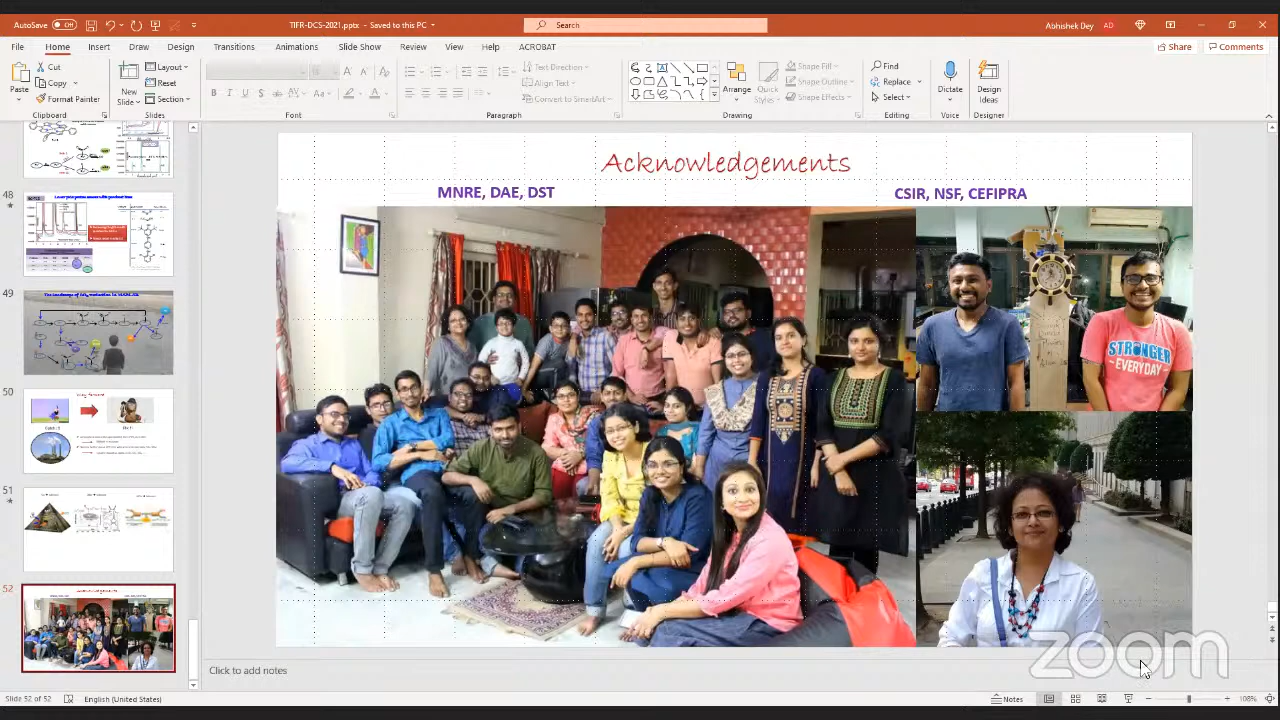 AutoSave Off
TIFR-DCS-2021.pptx - Saved to this PC
Search
Abhishek Dey AD
File Home Insert Draw Design Transitions Animations Slide Show Review View Help ACROBAT
Share Comments
Paste
Cut
Copy
Format Painter
Clipboard
New
Slide
Layout
Reset
Section
Slides
B I U S
Font
Text Direction
Align Text
Convert to SmartArt
Paragraph
Arrange
Quick
Styles
Shape Fill
Shape Outline
Shape Effects
Drawing
Find
Replace
Select
Editing
Dictate
Voice
Design
Ideas
Designer
48
49
50
51
52
Acknowledgements
MNRE, DAE, DST
CSIR, NSF, CEFIPRA
STRONGER
EVERYDAY
zoom
Click to add notes
Slide 52 of 52
English (United States)
Notes
108%